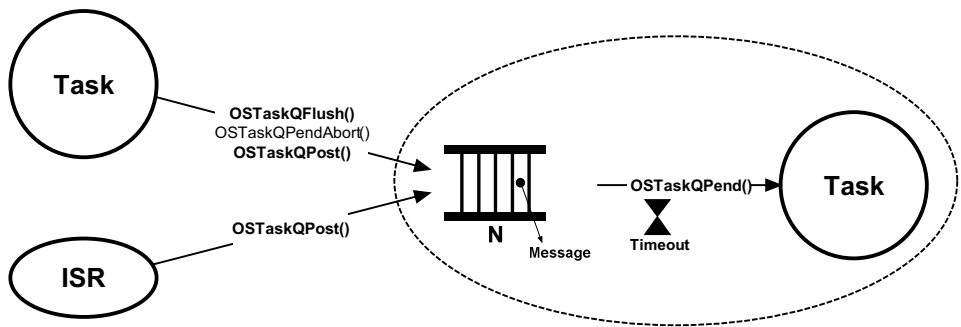 Task
OSTaskQFlush()
OSTaskQPendAbort()
OSTaskQPost()
OSTaskQPost()
ISR
N
Message
OSTaskQPend()
Timeout
Task